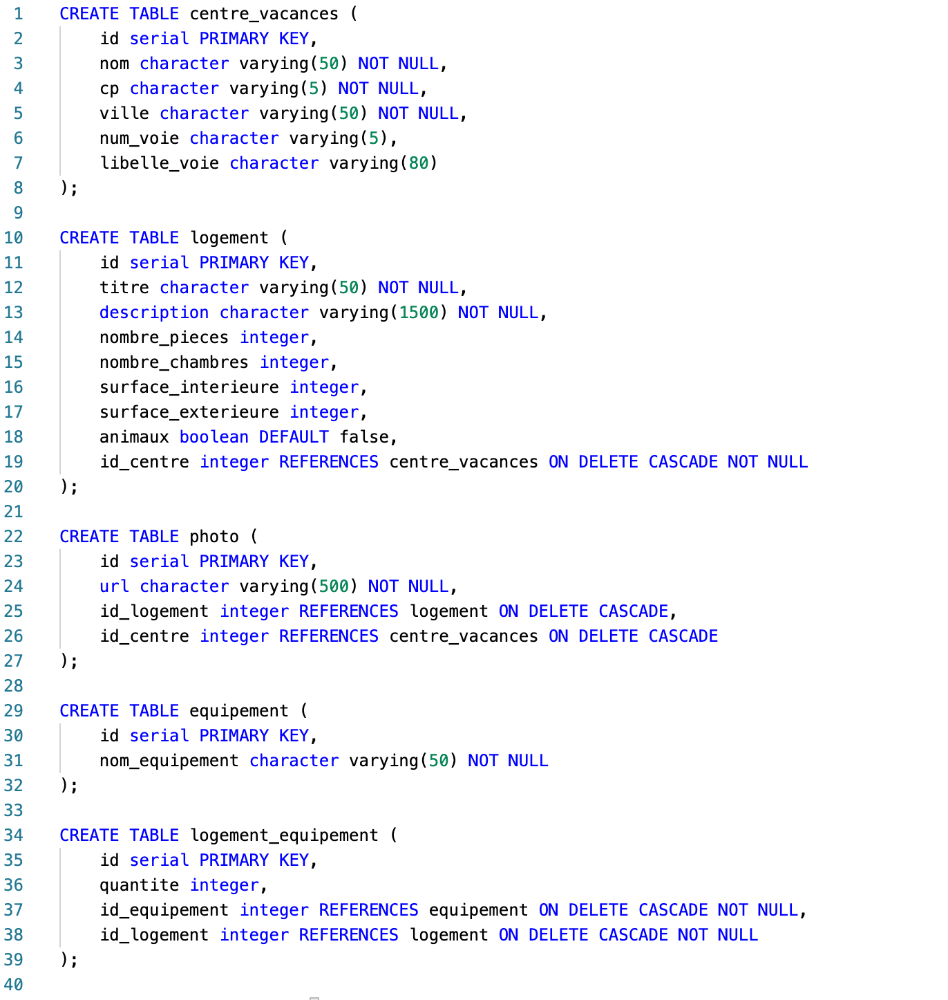 1 CREATE TABLE centre_vacances (
2 id serial PRIMARY KEY,
3 nom character varying(50) NOT NULL,
4 cp character varying(5) NOT NULL,
5 ville character varying(50) NOT NULL,
6 num_voie character varying(5),
7 libelle_voie character varying(80)
8 );
9
10 CREATE TABLE logement (
11 id serial PRIMARY KEY,
12 titre character varying(50) NOT NULL,
13 description character varying(1500) NOT NULL,
14 nombre_pieces integer,
15 nombre_chambres integer,
16 surface_interieure integer,
17 surface_exterieure integer,
18 animaux boolean DEFAULT false,
19 id_centre integer REFERENCES centre_vacances ON DELETE CASCADE NOT NULL
20 );
21
22 CREATE TABLE photo (
23 id serial PRIMARY KEY,
24 url character varying(500) NOT NULL,
25 id_logement integer REFERENCES logement ON DELETE CASCADE,
26 id_centre integer REFERENCES centre_vacances ON DELETE CASCADE
27 );
28
29 CREATE TABLE equipement (
30 id serial PRIMARY KEY,
31 nom_equipement character varying(50) NOT NULL
32 );
33
34 CREATE TABLE logement_equipement (
35 id serial PRIMARY KEY,
36 quantite integer,
37 id_equipement integer REFERENCES equipement ON DELETE CASCADE NOT NULL,
38 id_logement integer REFERENCES logement ON DELETE CASCADE NOT NULL
39 );
40